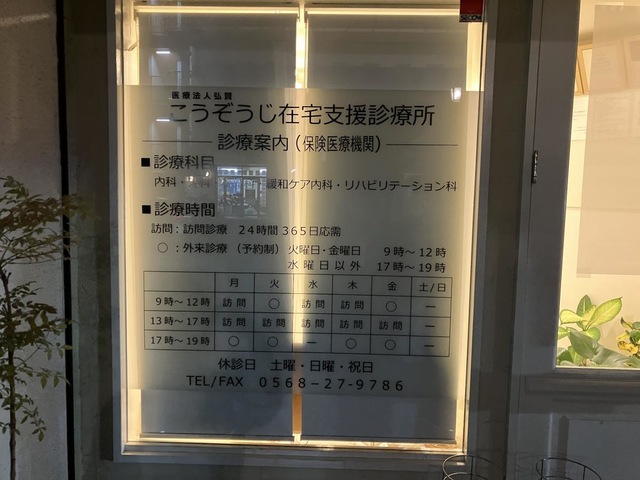 医療法人弘賢
こうぞうじ在宅支援診療所
診療案内（保険医療機関）
■診療科目
内科・緩和ケア内科・リハビリテーション科
■診療時間
訪問：訪問診療　24時間365日応需
○：外来診療（予約制）火曜日・金曜日　9時～12時
水曜日以外　17時～19時
月　火　水　木　金　土/日
9時～12時　訪問　○　訪問　訪問　○　―
13時～17時　訪問　訪問　訪問　訪問　訪問　―
17時～19時　○　○　―　○　○　―
休診日　土曜・日曜・祝日
TEL/FAX　0568－27－9786